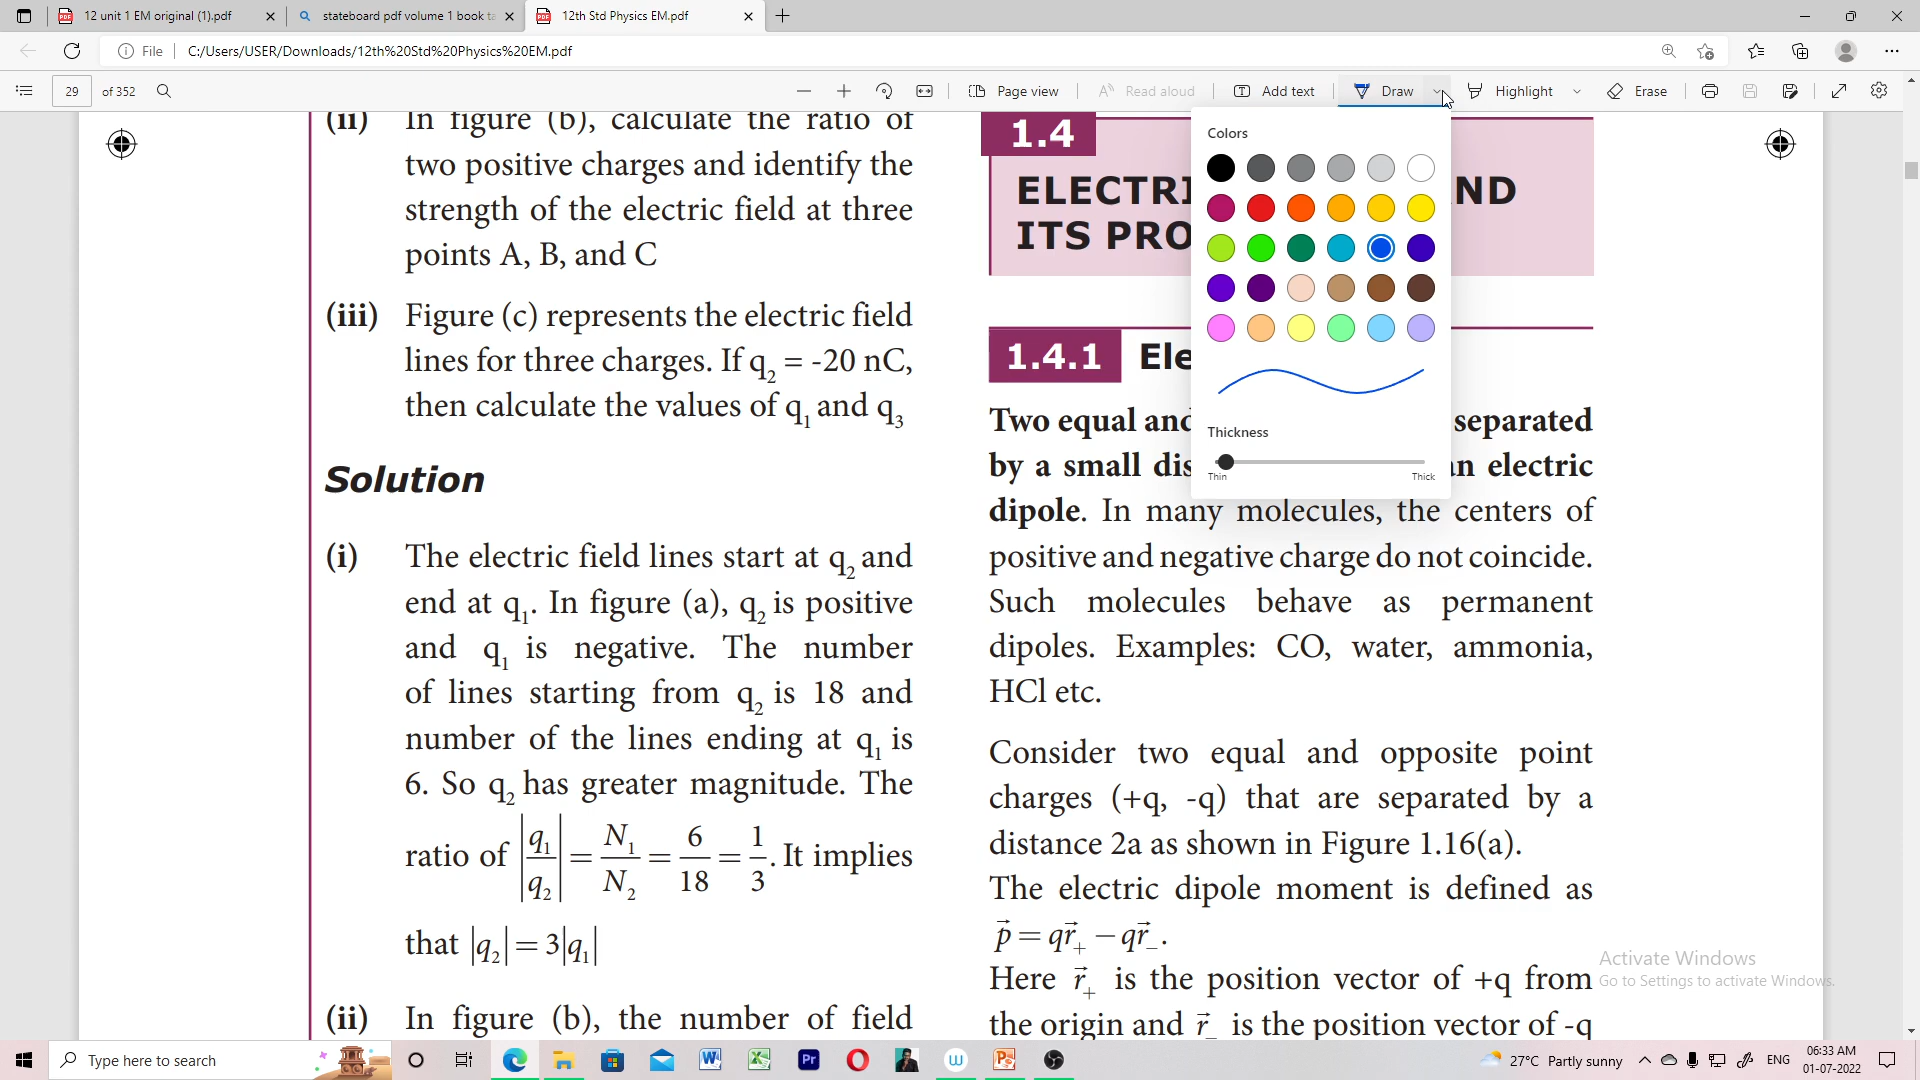 12 unit 1 EM original (1).pdf
stateboard pdf volume 1 book ta
12th Std Physics EM.pdf
File
C:/Users/USER/Downloads/12th%20Std%20Physics%20EM.pdf
29 of 352
Page view
Read aloud
Add text
Draw
Highlight
Erase
(ii) In figure (b), calculate the ratio of
two positive charges and identify the
strength of the electric field at three
points A, B, and C
(iii) Figure (c) represents the electric field
lines for three charges. If q₂ = -20 nC,
then calculate the values of q₁ and q₃
Solution
(i) The electric field lines start at q₂ and
end at q₁. In figure (a), q₂ is positive
and q₁ is negative. The number
of lines starting from q₂ is 18 and
number of the lines ending at q₁ is
6. So q₂ has greater magnitude. The
ratio of |q₁/q₂| = N₁/N₂ = 6/18 = 1/3. It implies
that |q₂| = 3|q₁|
(ii) In figure (b), the number of field
1.4
ELECTRI ND
ITS PRO
1.4.1 Ele
Two equal and separated
by a small dis an electric
dipole. In many molecules, the centers of
positive and negative charge do not coincide.
Such molecules behave as permanent
dipoles. Examples: CO, water, ammonia,
HCl etc.
Consider two equal and opposite point
charges (+q, -q) that are separated by a
distance 2a as shown in Figure 1.16(a).
The electric dipole moment is defined as
p⃗ = qr⃗₊ − qr⃗₋.
Here r⃗₊ is the position vector of +q from
the origin and r⃗₋ is the position vector of -q
Colors
Thickness
Thin Thick
Activate Windows
Go to Settings to activate Windows.
Type here to search
27°C Partly sunny
ENG
06:33 AM
01-07-2022